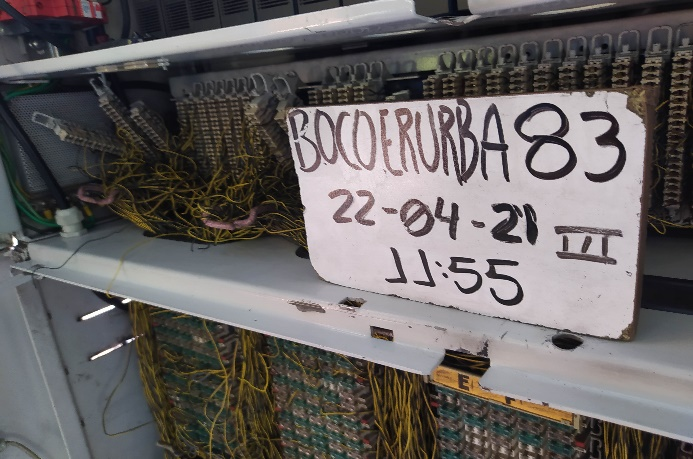 BOCOERURBA 83
22-04-21 III
11:55
E F